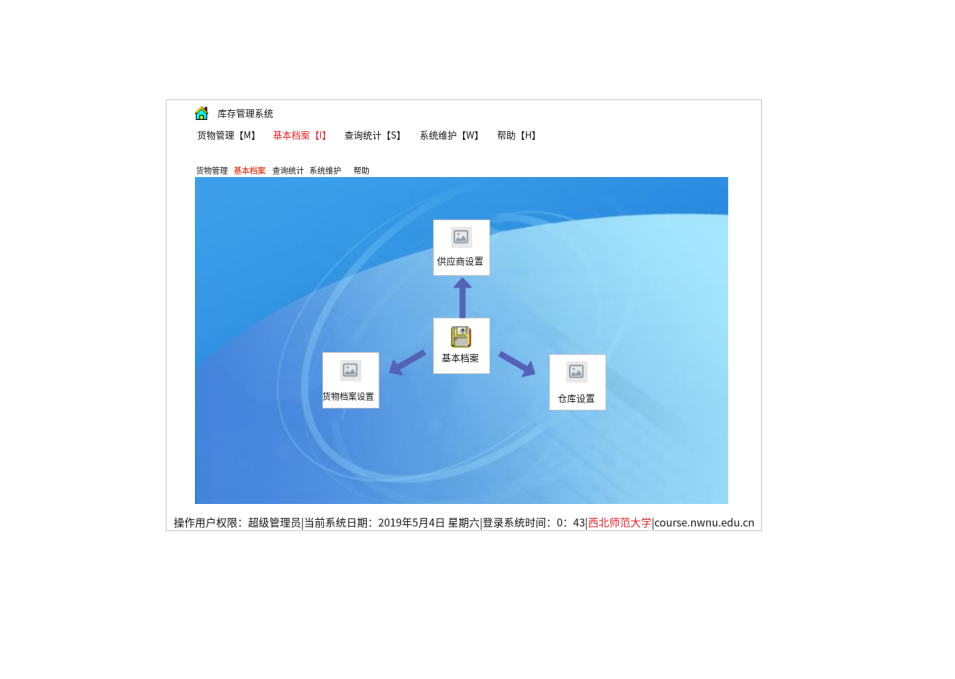 库存管理系统
货物管理【M】 基本档案【I】 查询统计【S】 系统维护【W】 帮助【H】
货物管理 基本档案 查询统计 系统维护 帮助
供应商设置
基本档案
货物档案设置
仓库设置
操作用户权限：超级管理员|当前系统日期：2019年5月4日 星期六|登录系统时间：0：43|西北师范大学|course.nwnu.edu.cn